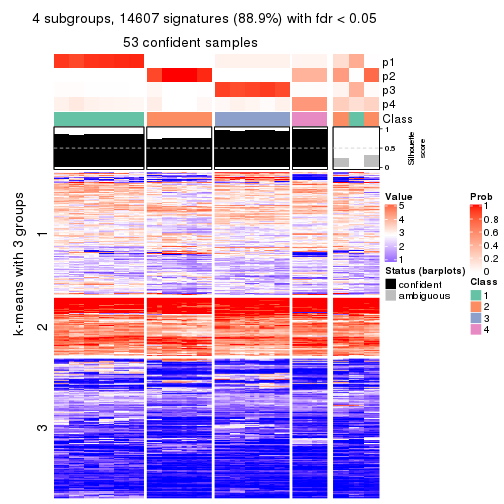 4 subgroups, 14607 signatures (88.9%) with fdr < 0.05
53 confident samples
p1
p2
p3
p4
Class
1
0.5
0
Silhouette
score
k-means with 3 groups
1
2
3
Value
5
4
3
2
1
Status (barplots)
confident
ambiguous
Prob
1
0.8
0.6
0.4
0.2
0
Class
1
2
3
4